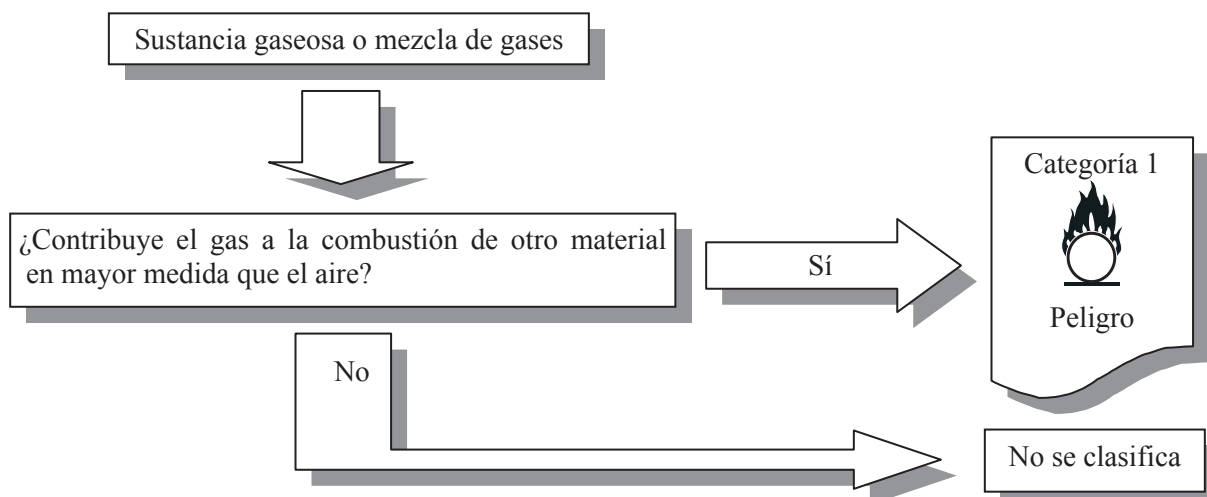 Sustancia gaseosa o mezcla de gases
¿Contribuye el gas a la combustión de otro material
en mayor medida que el aire?
Sí
Categoría 1
Peligro
No
No se clasifica